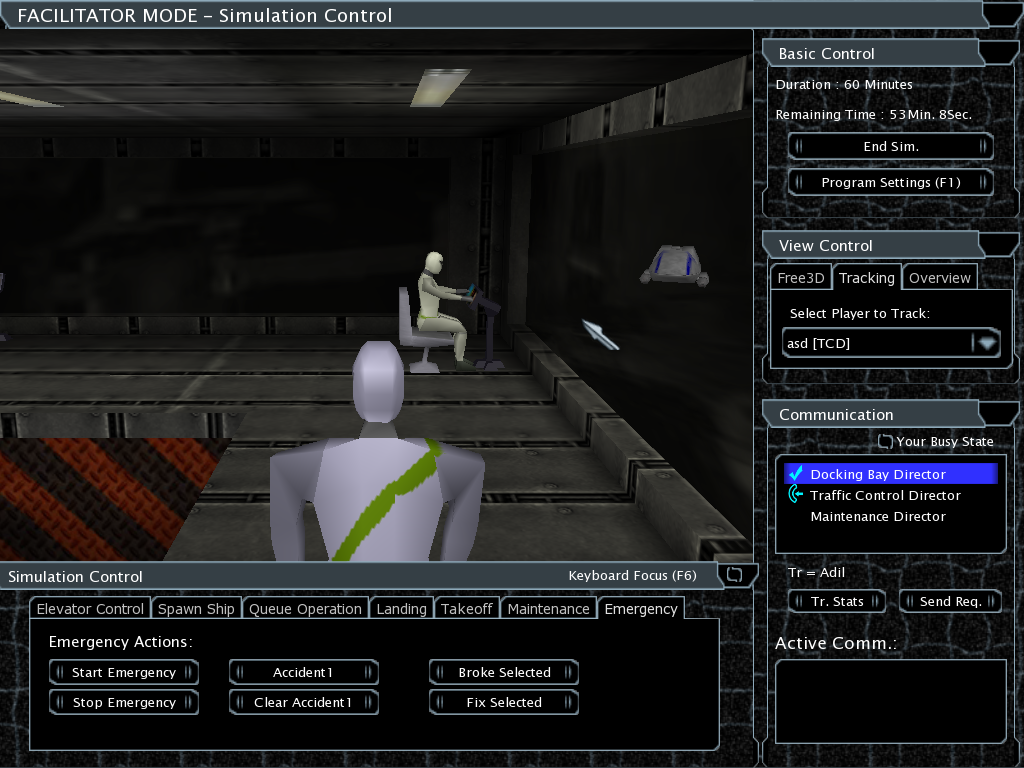 FACILITATOR MODE - Simulation Control
Basic Control
Duration : 60 Minutes
Remaining Time : 53Min. 8Sec.
End Sim.
Program Settings (F1)
View Control
Free3D Tracking Overview
Select Player to Track:
asd [TCD]
Communication
Your Busy State
Docking Bay Director
Traffic Control Director
Maintenance Director
Tr = Adil
Tr. Stats Send Req.
Active Comm.:
Simulation Control Keyboard Focus (F6)
Elevator Control Spawn Ship Queue Operation Landing Takeoff Maintenance Emergency
Emergency Actions:
Start Emergency Accident1 Broke Selected
Stop Emergency Clear Accident1 Fix Selected